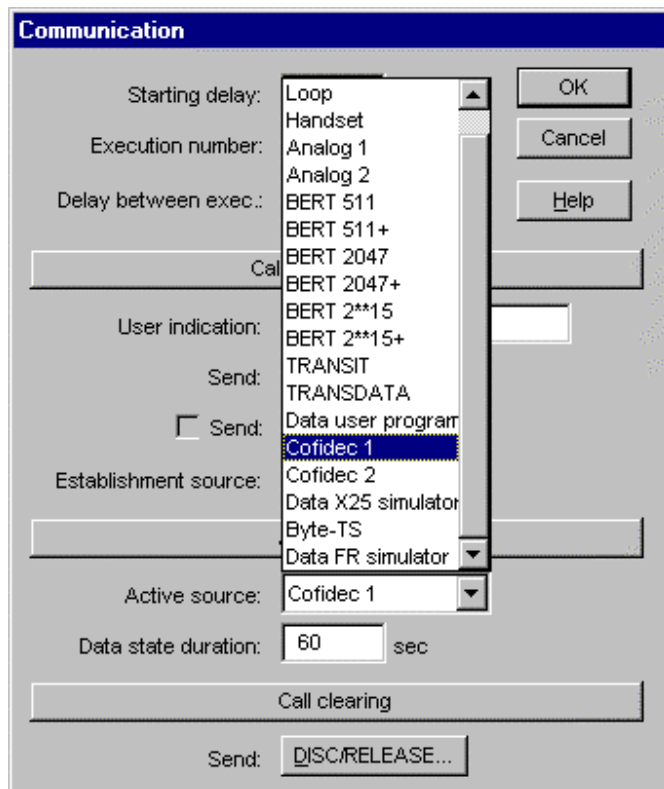 Communication
Starting delay:
Execution number:
Delay between exec.:
OK
Cancel
Help
Loop
Handset
Analog 1
Analog 2
BERT 511
BERT 511+
BERT 2047
BERT 2047+
BERT 2**15
BERT 2**15+
TRANSIT
TRANSDATA
Data user program
Cofidec 1
Cofidec 2
Data X25 simulator
Byte-TS
Data FR simulator
Cal
User indication:
Send:
Send:
Establishment source:
Active source: Cofidec 1
Data state duration: 60 sec
Call clearing
Send: DISC/RELEASE...